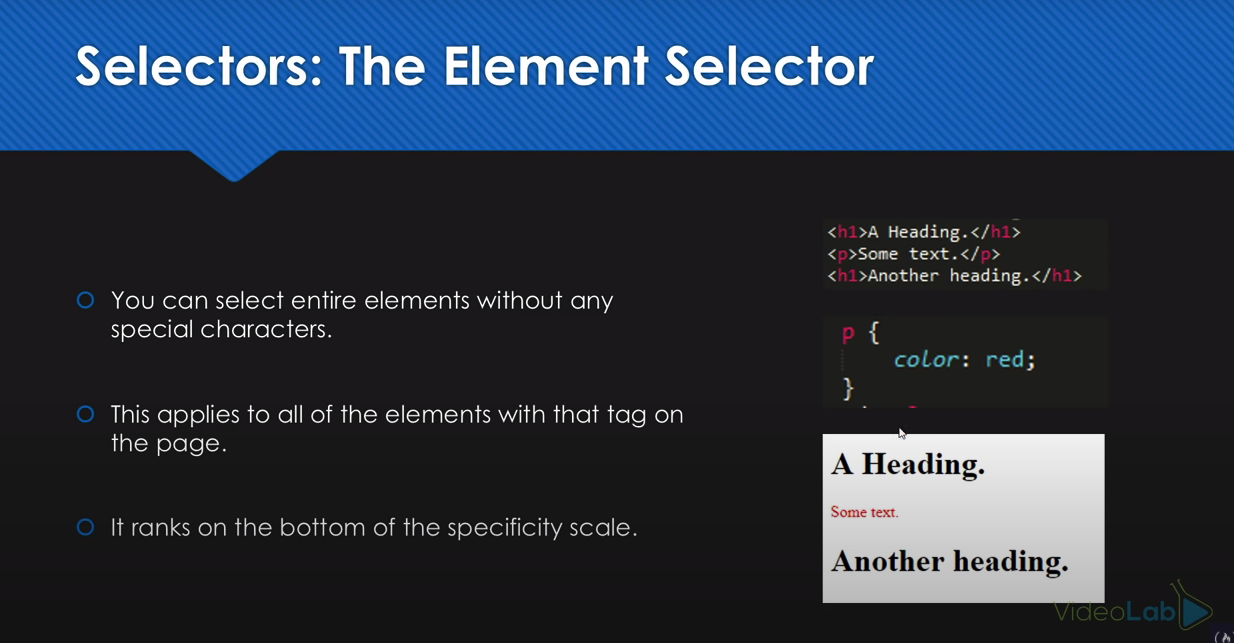 Selectors: The Element Selector
You can select entire elements without any
special characters.
This applies to all of the elements with that tag on
the page.
It ranks on the bottom of the specificity scale.
<h1>A Heading.</h1>
<p>Some text.</p>
<h1>Another heading.</h1>
p {
color: red;
}
A Heading.
Some text.
Another heading.
VideoLab